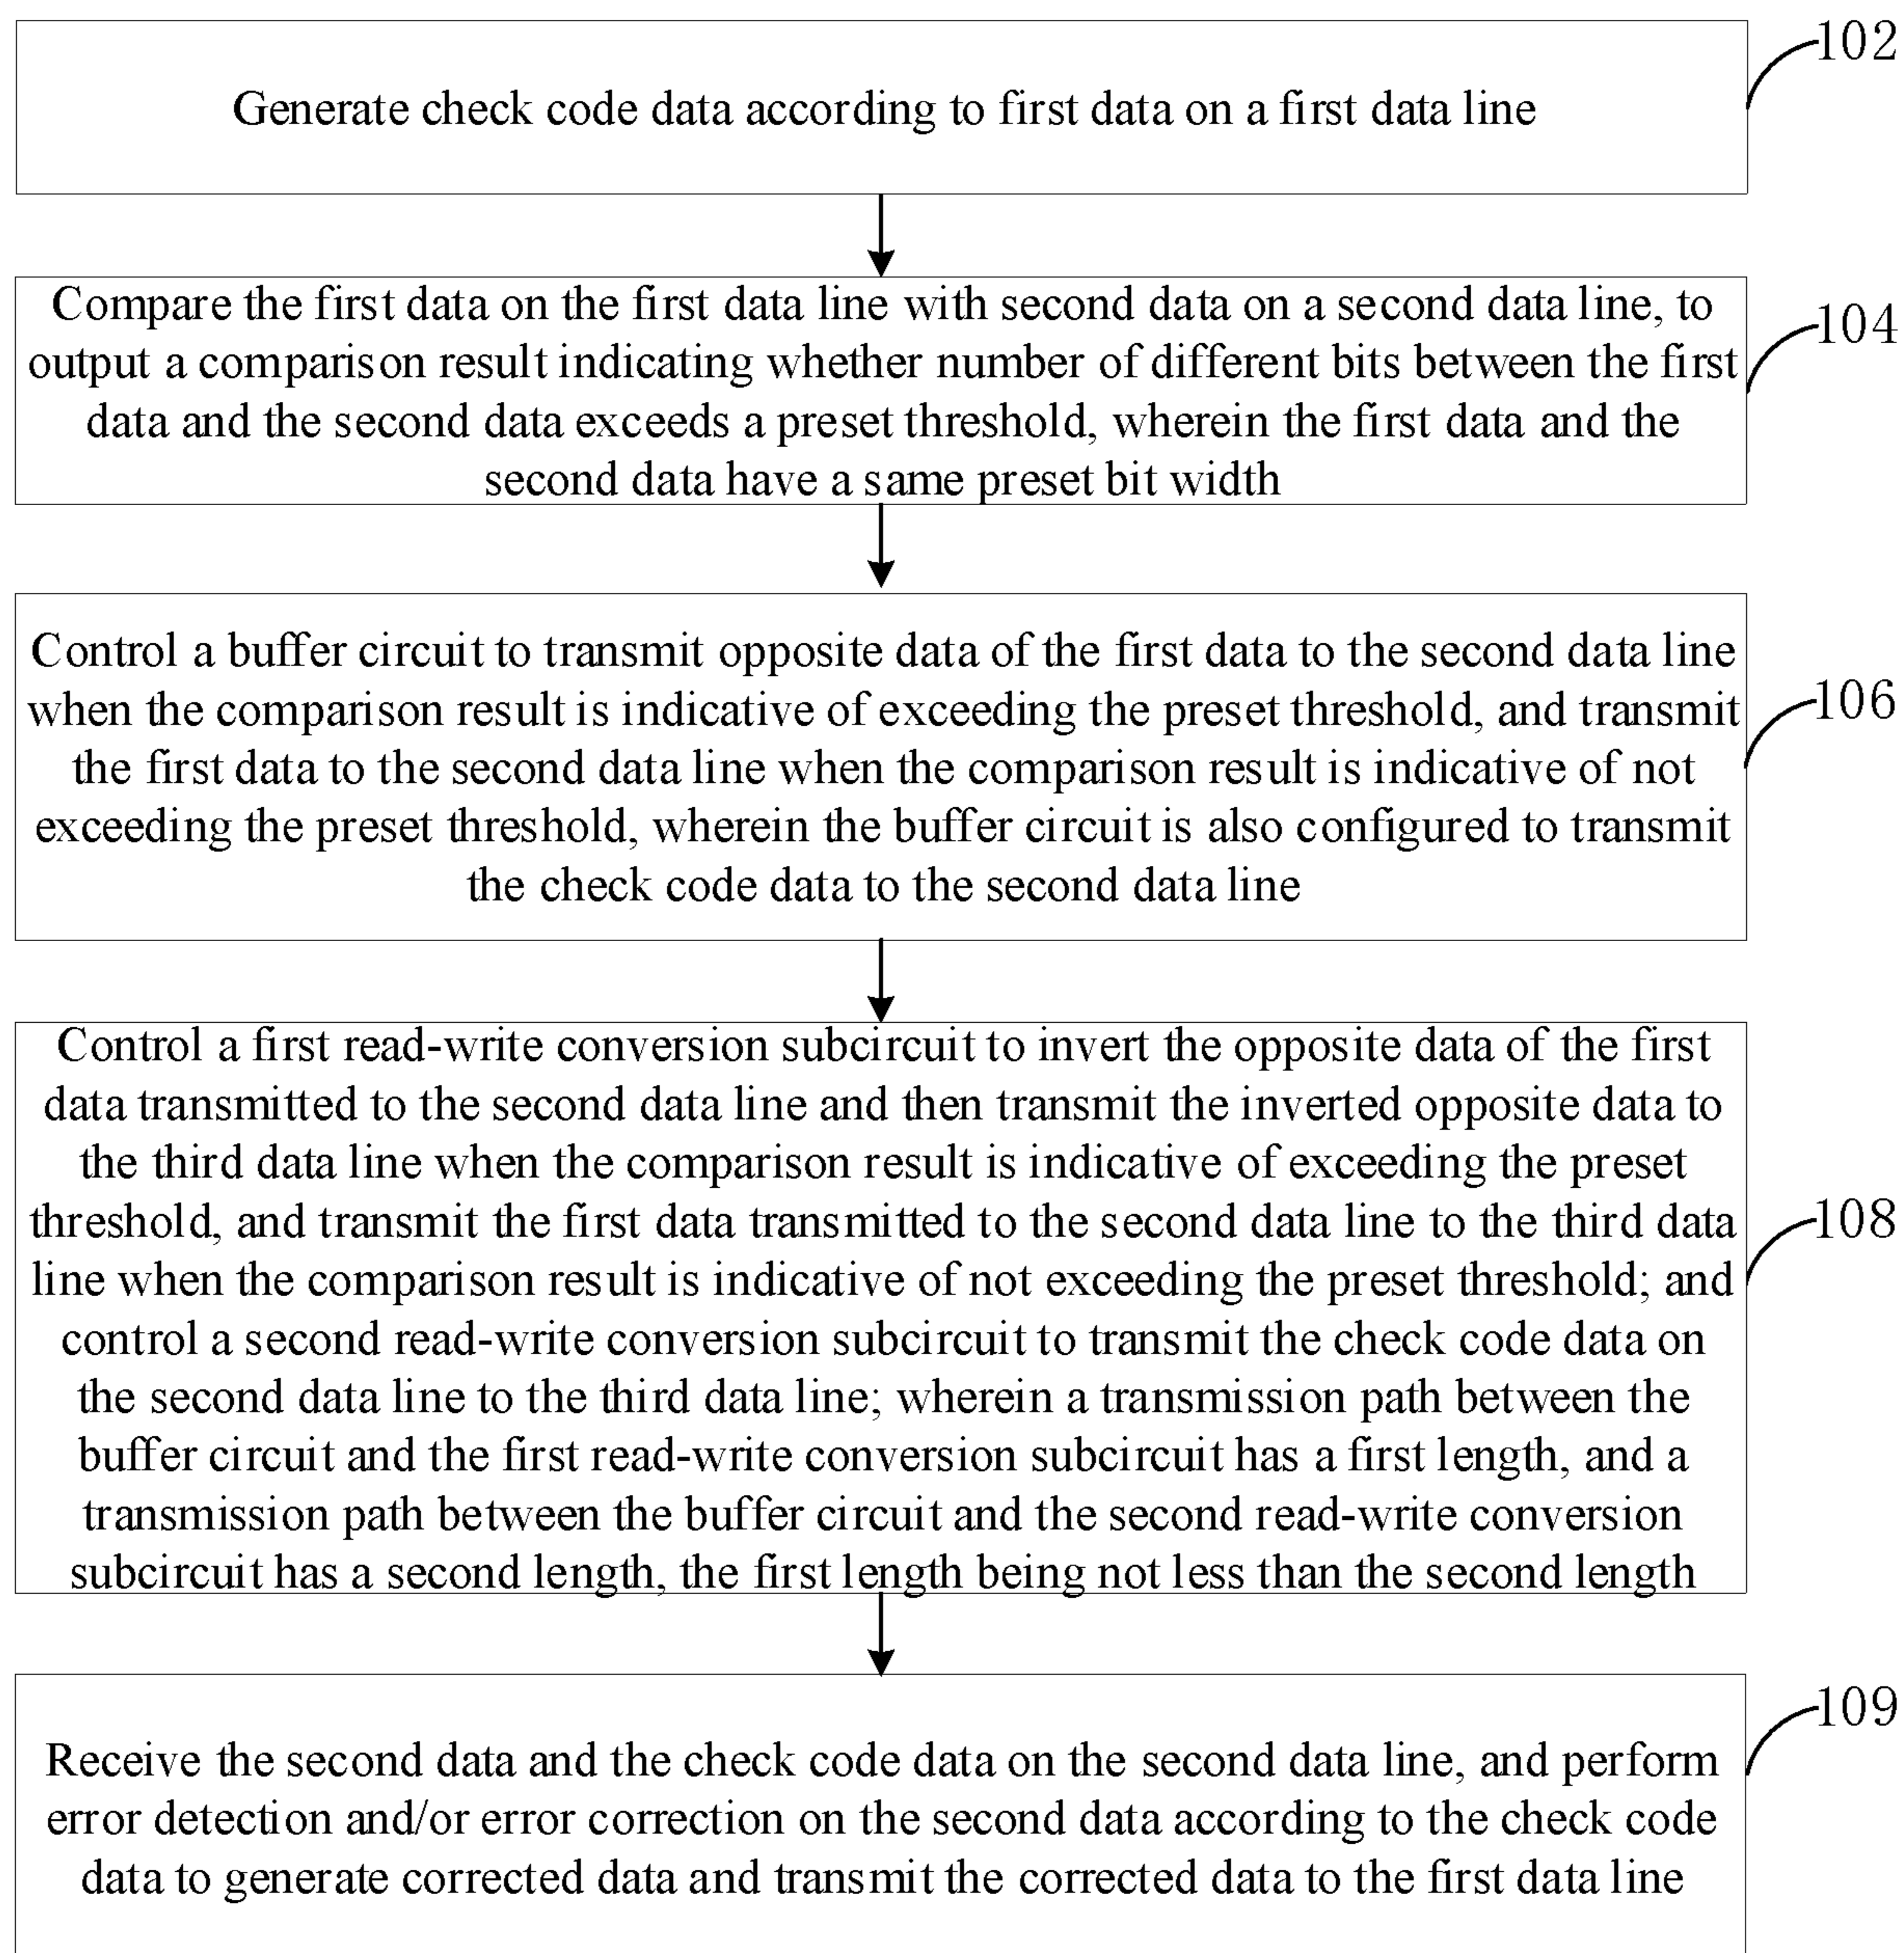 102
Generate check code data according to first data on a first data line
Compare the first data on the first data line with second data on a second data line, to
104
output a comparison result indicating whether number of different bits between the first
data and the second data exceeds a preset threshold, wherein the first data and the
second data have a same preset bit width
Control a buffer circuit to transmit opposite data of the first data to the second data line
106
when the comparison result is indicative of exceeding the preset threshold, and transmit
the first data to the second data line when the comparison result is indicative of not
exceeding the preset threshold, wherein the buffer circuit is also configured to transmit
the check code data to the second data line
Control a first read-write conversion subcircuit to invert the opposite data of the first
data transmitted to the second data line and then transmit the inverted opposite data to
the third data line when the comparison result is indicative of exceeding the preset
threshold, and transmit the first data transmitted to the second data line to the third data
108
line when the comparison result is indicative of not exceeding the preset threshold; and
control a second read-write conversion subcircuit to transmit the check code data on
the second data line to the third data line; wherein a transmission path between the
buffer circuit and the first read-write conversion subcircuit has a first length, and a
transmission path between the buffer circuit and the second read-write conversion
subcircuit has a second length, the first length being not less than the second length
109
Receive the second data and the check code data on the second data line, and perform
error detection and/or error correction on the second data according to the check code
data to generate corrected data and transmit the corrected data to the first data line